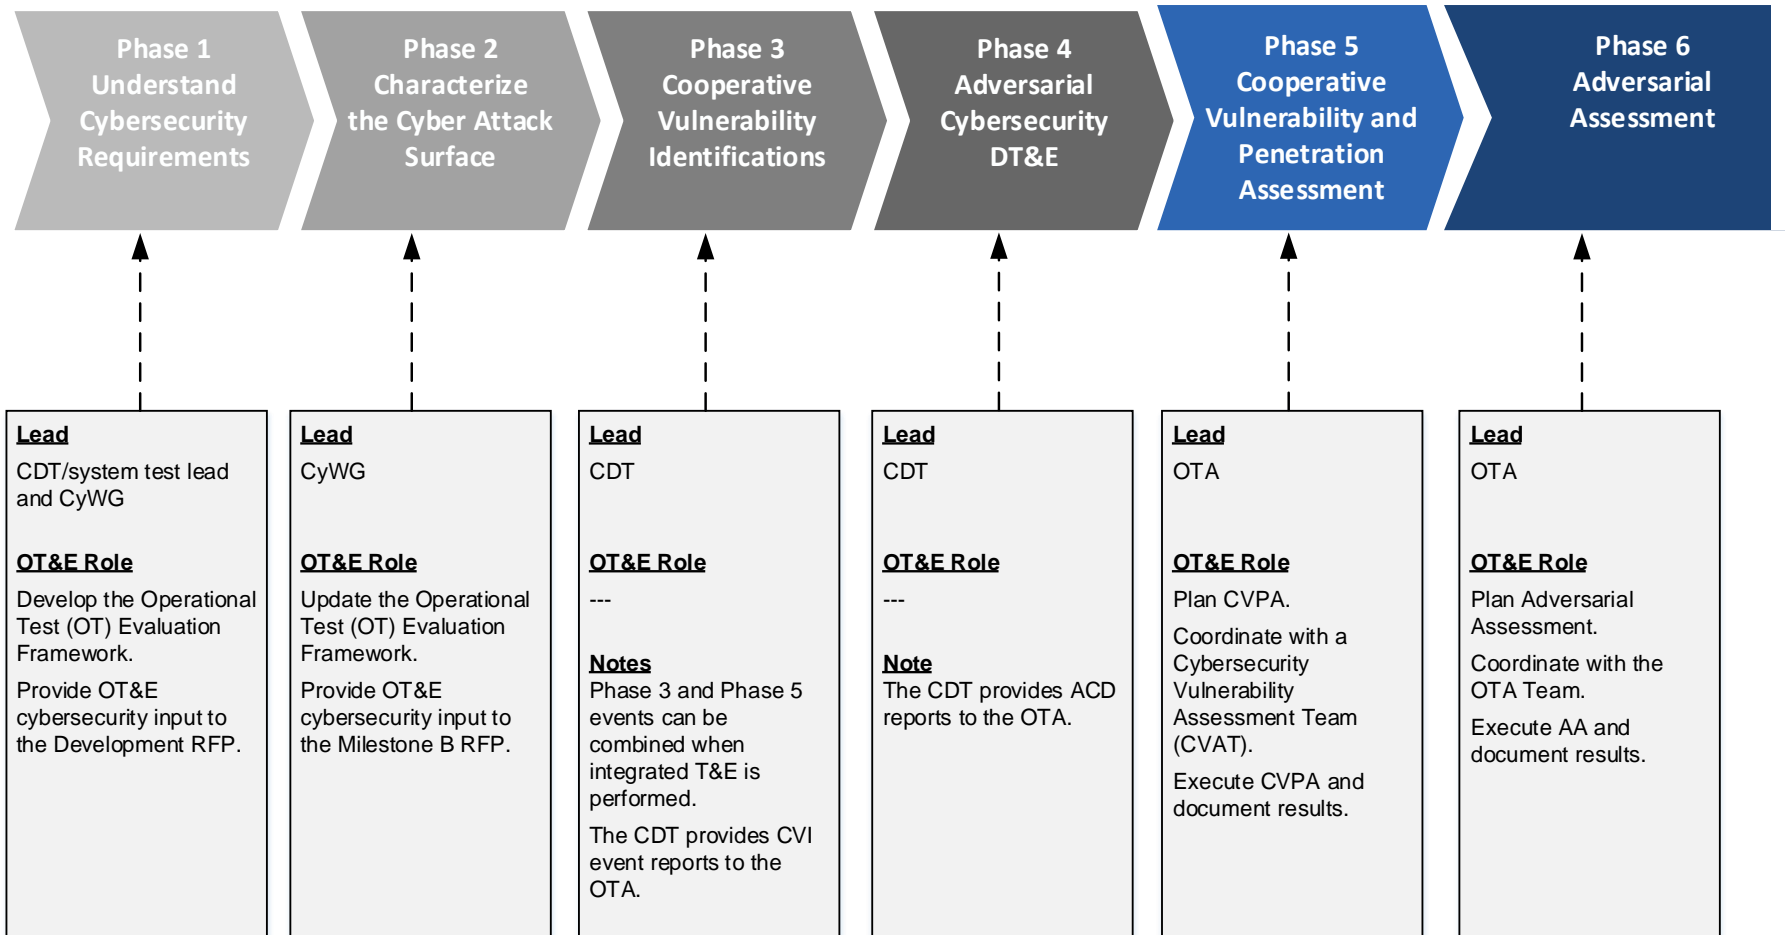 Phase 1
Understand
Cybersecurity
Requirements
Phase 2
Characterize
the Cyber Attack
Surface
Phase 3
Cooperative
Vulnerability
Identifications
Phase 4
Adversarial
Cybersecurity
DT&E
Phase 5
Cooperative
Vulnerability and
Penetration
Assessment
Phase 6
Adversarial
Assessment
Lead
CDT/system test lead
and CyWG
OT&E Role
Develop the Operational
Test (OT) Evaluation
Framework.
Provide OT&E
cybersecurity input to
the Development RFP.
Lead
CyWG
OT&E Role
Update the Operational
Test (OT) Evaluation
Framework.
Provide OT&E
cybersecurity input to
the Milestone B RFP.
Lead
CDT
OT&E Role
---
Notes
Phase 3 and Phase 5
events can be
combined when
integrated T&E is
performed.
The CDT provides CVI
event reports to the
OTA.
Lead
CDT
OT&E Role
---
Note
The CDT provides ACD
reports to the OTA.
Lead
OTA
OT&E Role
Plan CVPA.
Coordinate with a
Cybersecurity
Vulnerability
Assessment Team
(CVAT).
Execute CVPA and
document results.
Lead
OTA
OT&E Role
Plan Adversarial
Assessment.
Coordinate with the
OTA Team.
Execute AA and
document results.